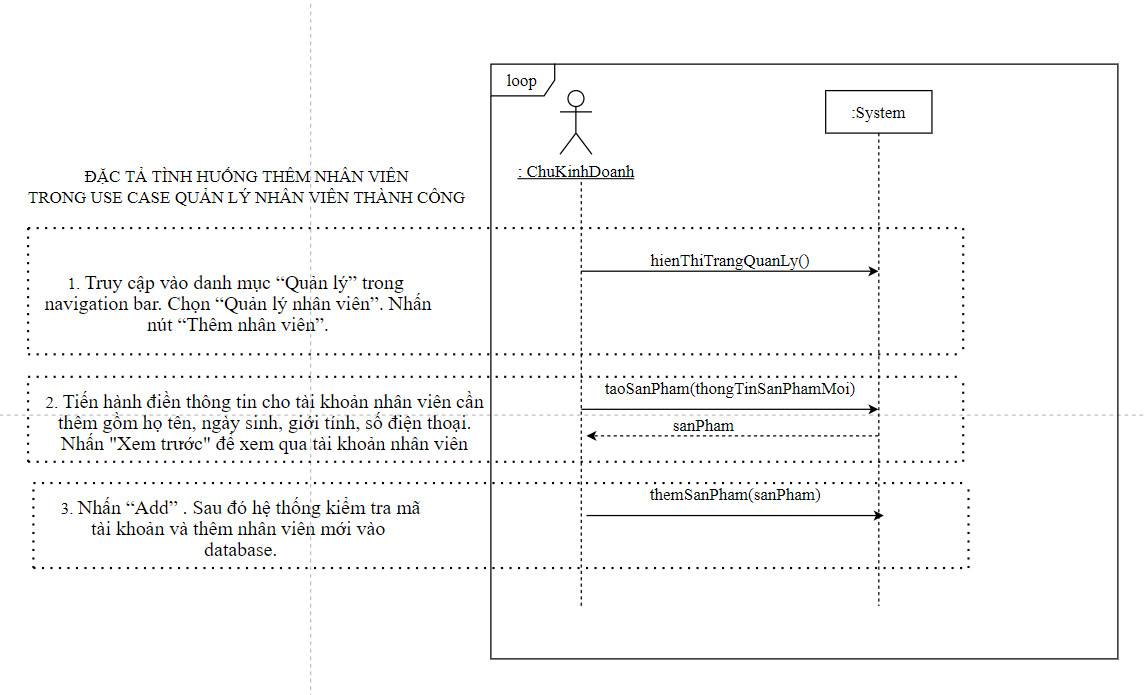 loop
:System
: ChuKinhDoanh
ĐẶC TẢ TÌNH HUỐNG THÊM NHÂN VIÊN
TRONG USE CASE QUẢN LÝ NHÂN VIÊN THÀNH CÔNG
1. Truy cập vào danh mục “Quản lý” trong
navigation bar. Chọn “Quản lý nhân viên”. Nhấn
nút “Thêm nhân viên”.
hienThiTrangQuanLy()
2. Tiến hành điền thông tin cho tài khoản nhân viên cần
thêm gồm họ tên, ngày sinh, giới tính, số điện thoại.
Nhấn "Xem trước" để xem qua tài khoản nhân viên
taoSanPham(thongTinSanPhamMoi)
sanPham
3. Nhấn “Add” . Sau đó hệ thống kiểm tra mã
tài khoản và thêm nhân viên mới vào
database.
themSanPham(sanPham)